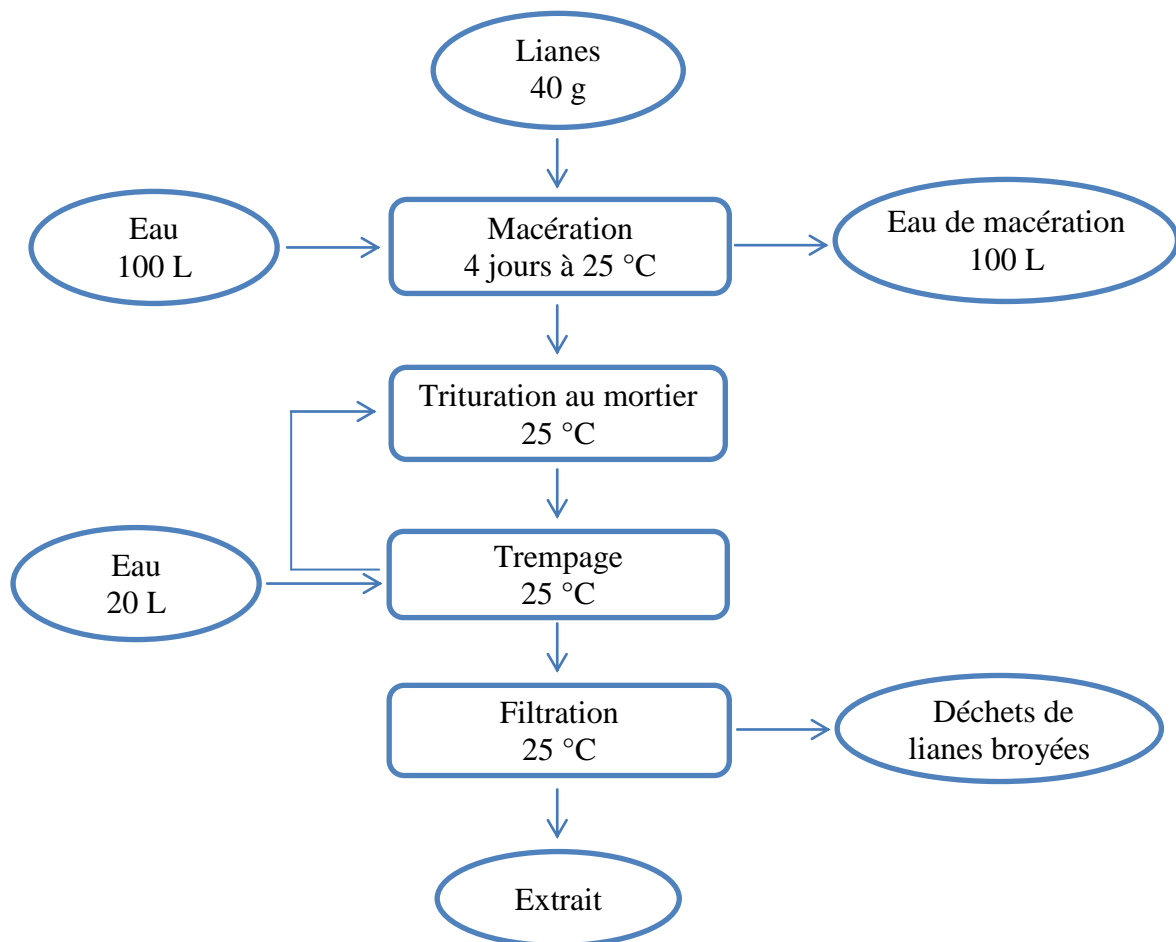 Lianes
40 g
Eau
100 L
Macération
4 jours à 25 °C
Eau de macération
100 L
Trituration au mortier
25 °C
Eau
20 L
Trempage
25 °C
Filtration
25 °C
Déchets de
lianes broyées
Extrait